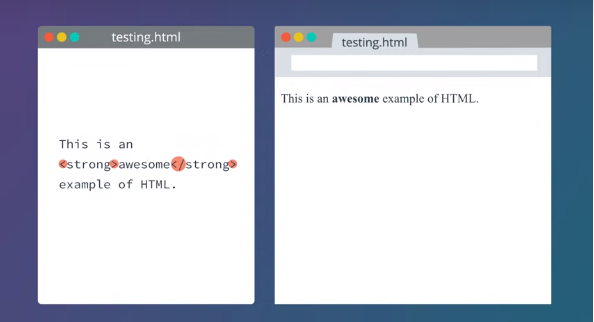 testing.html
This is an
<strong>awesome</strong>
example of HTML.
testing.html
This is an awesome example of HTML.